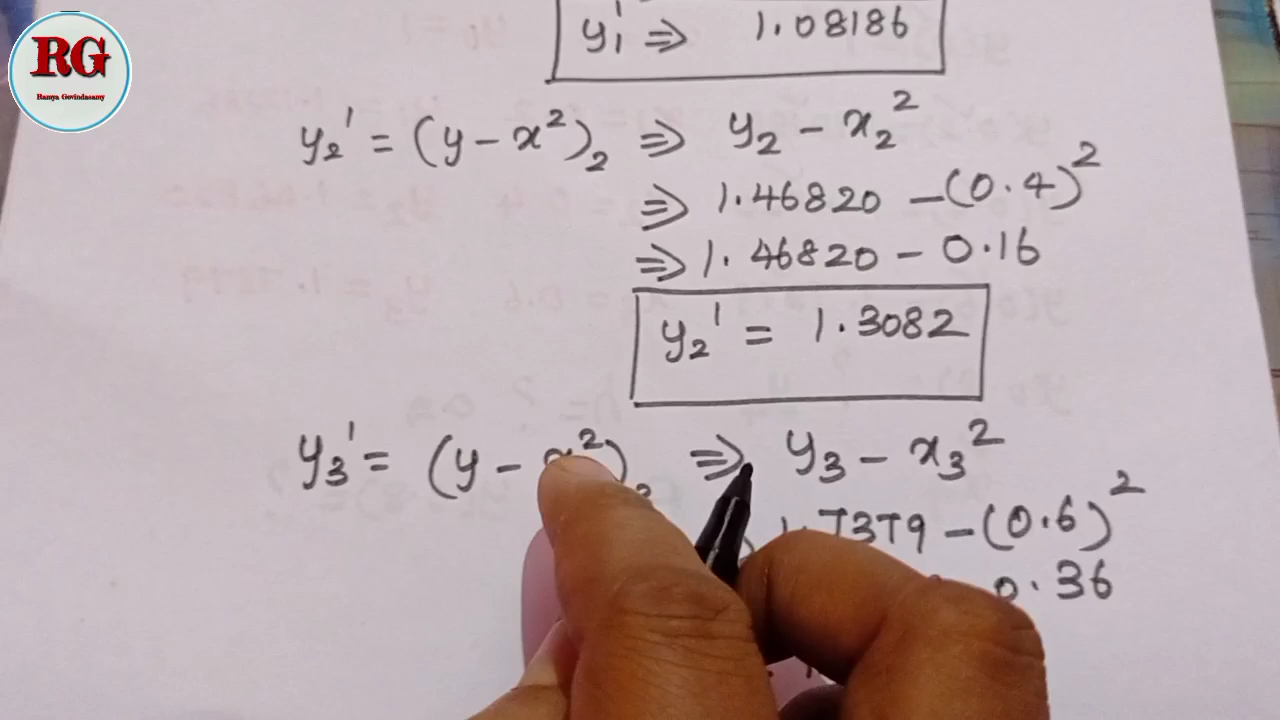 RG
Ramya Govindasamy
y₁' ⇒ 1.08186
y₂' = (y - x²)₂ ⇒ y₂ - x₂²
⇒ 1.46820 - (0.4)²
⇒ 1.46820 - 0.16
y₂' = 1.3082
y₃' = (y - x²)₃ ⇒ y₃ - x₃²
1.7379 - (0.6)²
0.36